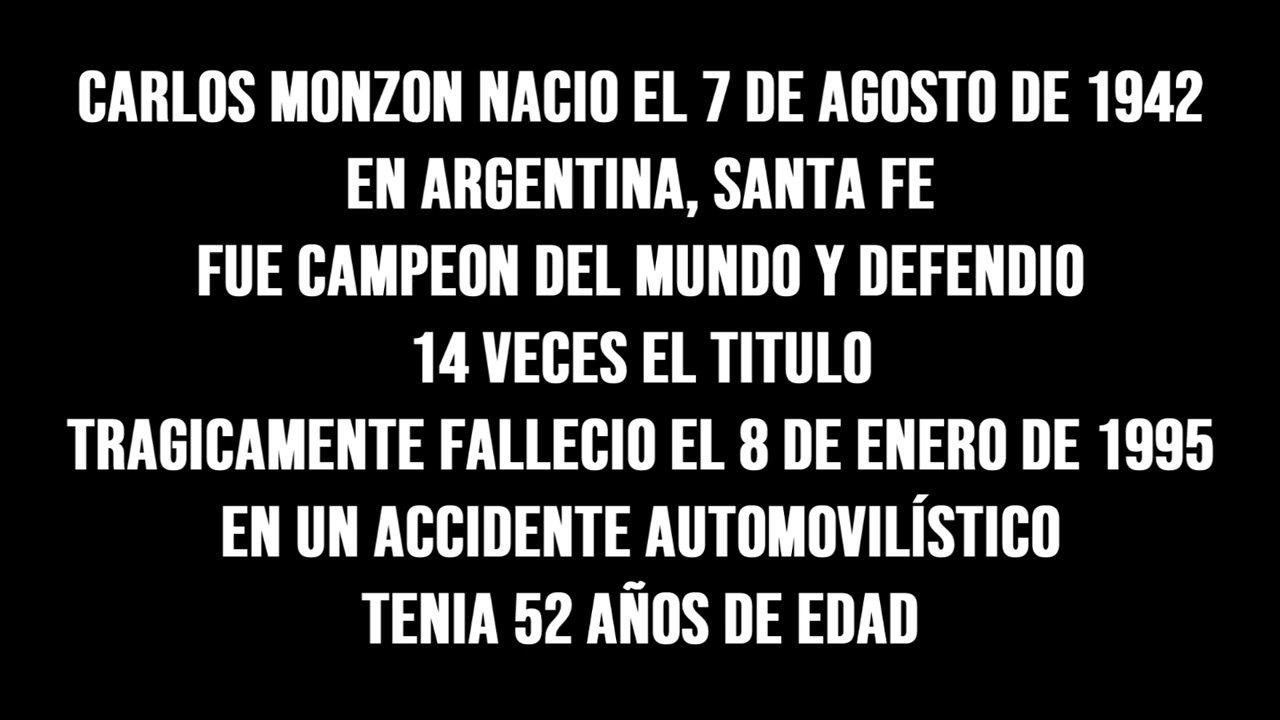 CARLOS MONZON NACIO EL 7 DE AGOSTO DE 1942
EN ARGENTINA, SANTA FE
FUE CAMPEON DEL MUNDO Y DEFENDIO
14 VECES EL TITULO
TRAGICAMENTE FALLECIO EL 8 DE ENERO DE 1995
EN UN ACCIDENTE AUTOMOVILÍSTICO
TENIA 52 AÑOS DE EDAD